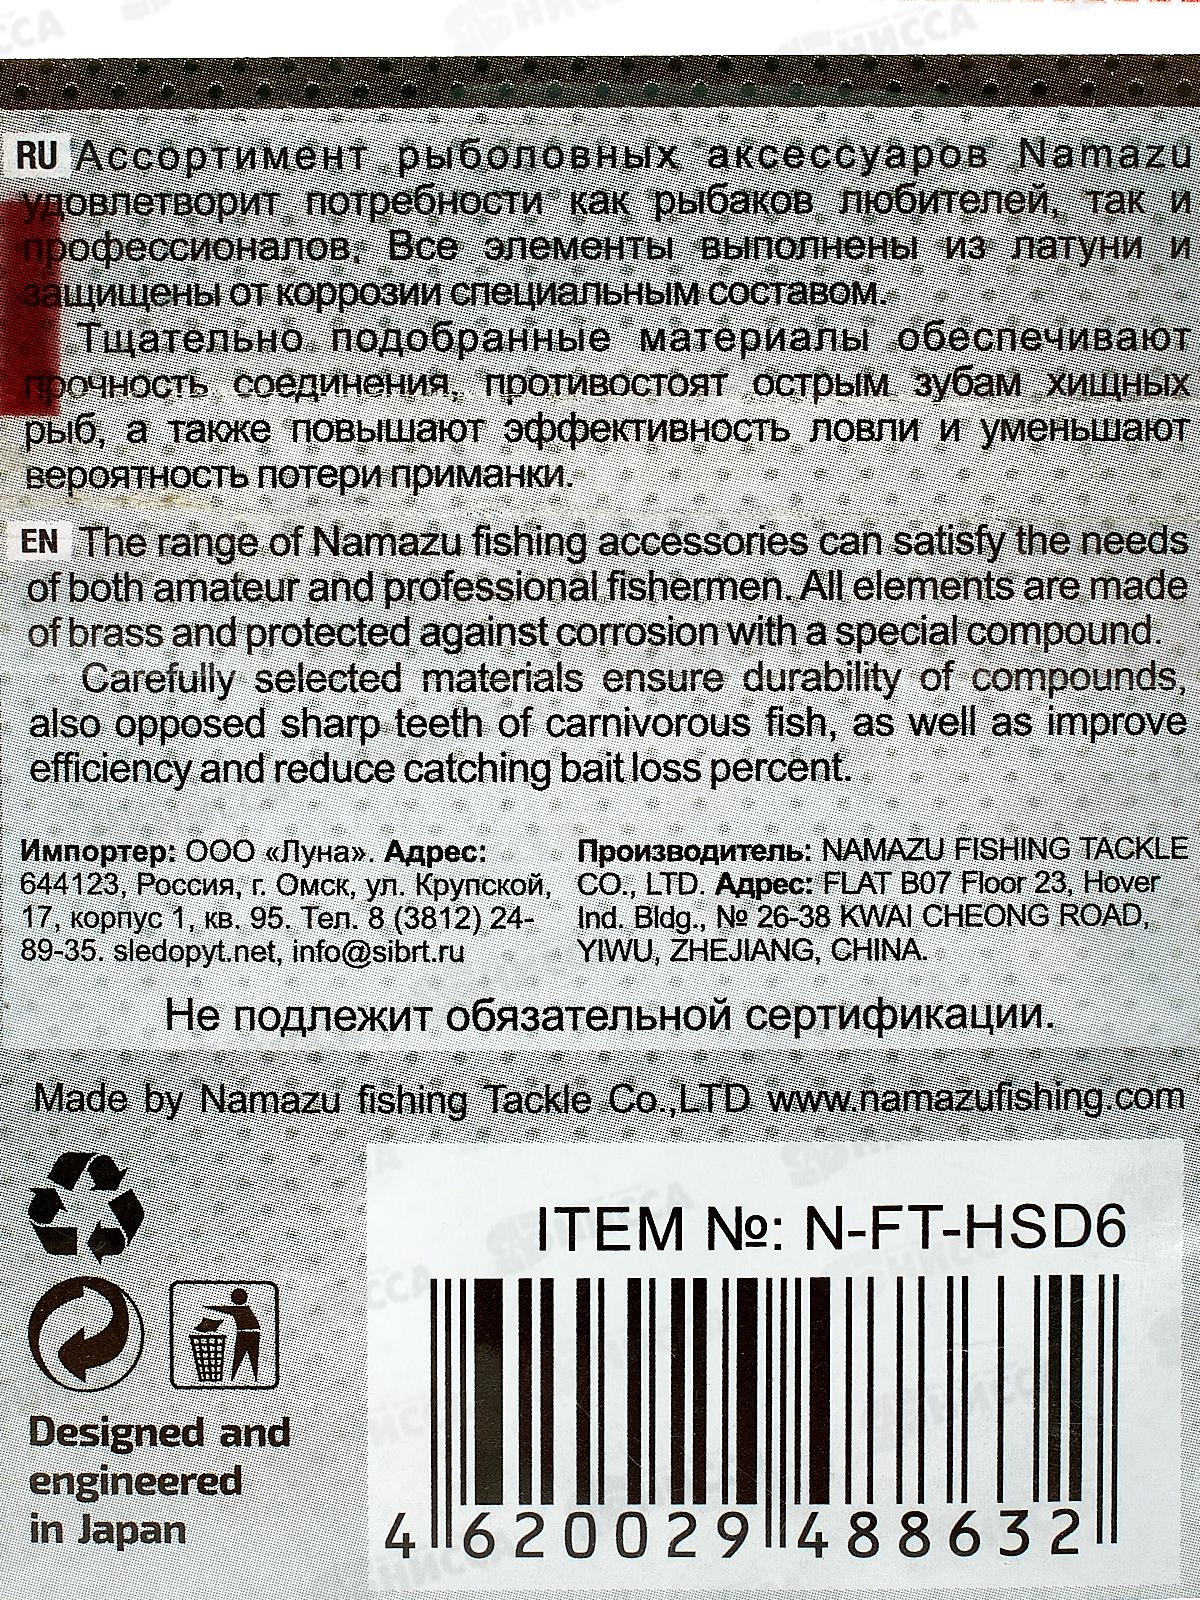 RU Ассортимент рыболовных аксессуаров Namazu
удовлетворит потребности как рыбаков любителей, так и
профессионалов. Все элементы выполнены из латуни и
защищены от коррозии специальным составом.
Тщательно подобранные материалы обеспечивают
прочность соединения, противостоят острым зубам хищных
рыб, а также повышают эффективность ловли и уменьшают
вероятность потери приманки.
EN The range of Namazu fishing accessories can satisfy the needs
of both amateur and professional fishermen. All elements are made
of brass and protected against corrosion with a special compound.
Carefully selected materials ensure durability of compounds,
also opposed sharp teeth of carnivorous fish, as well as improve
efficiency and reduce catching bait loss percent.
Импортер: ООО «Луна». Адрес:
644123, Россия, г. Омск, ул. Крупской,
17, корпус 1, кв. 95. Тел. 8 (3812) 24-
89-35. sledopyt.net, info@sibrt.ru
Производитель: NAMAZU FISHING TACKLE
CO., LTD. Адрес: FLAT B07 Floor 23, Hover
Ind. Bldg., № 26-38 KWAI CHEONG ROAD,
YIWU, ZHEJIANG, CHINA.
Не подлежит обязательной сертификации.
Made by Namazu fishing Tackle Co.,LTD www.namazufishing.com
ITEM №: N-FT-HSD6
4 620029 488632
Designed and
engineered
in Japan